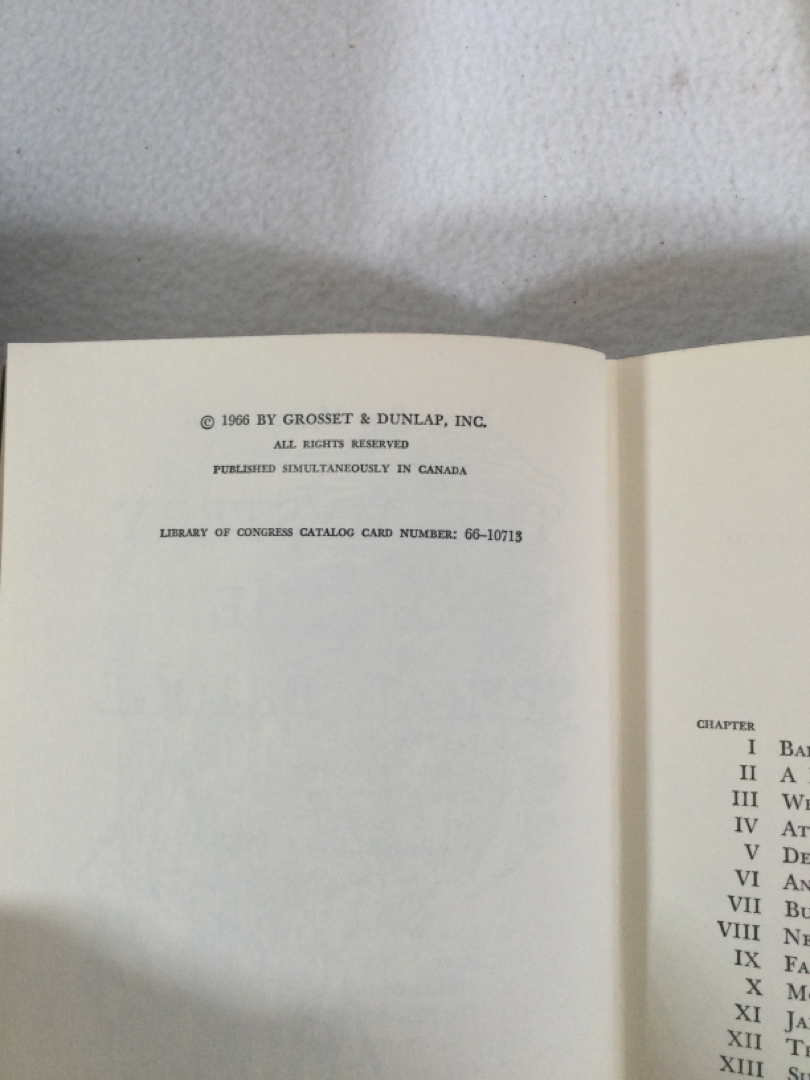 © 1966 BY GROSSET & DUNLAP, INC.
ALL RIGHTS RESERVED
PUBLISHED SIMULTANEOUSLY IN CANADA
LIBRARY OF CONGRESS CATALOG CARD NUMBER: 66-10713
CHAPTER
I
II A
III
IV
V
VI
VII
VIII
IX
X
XI
XII
XIII